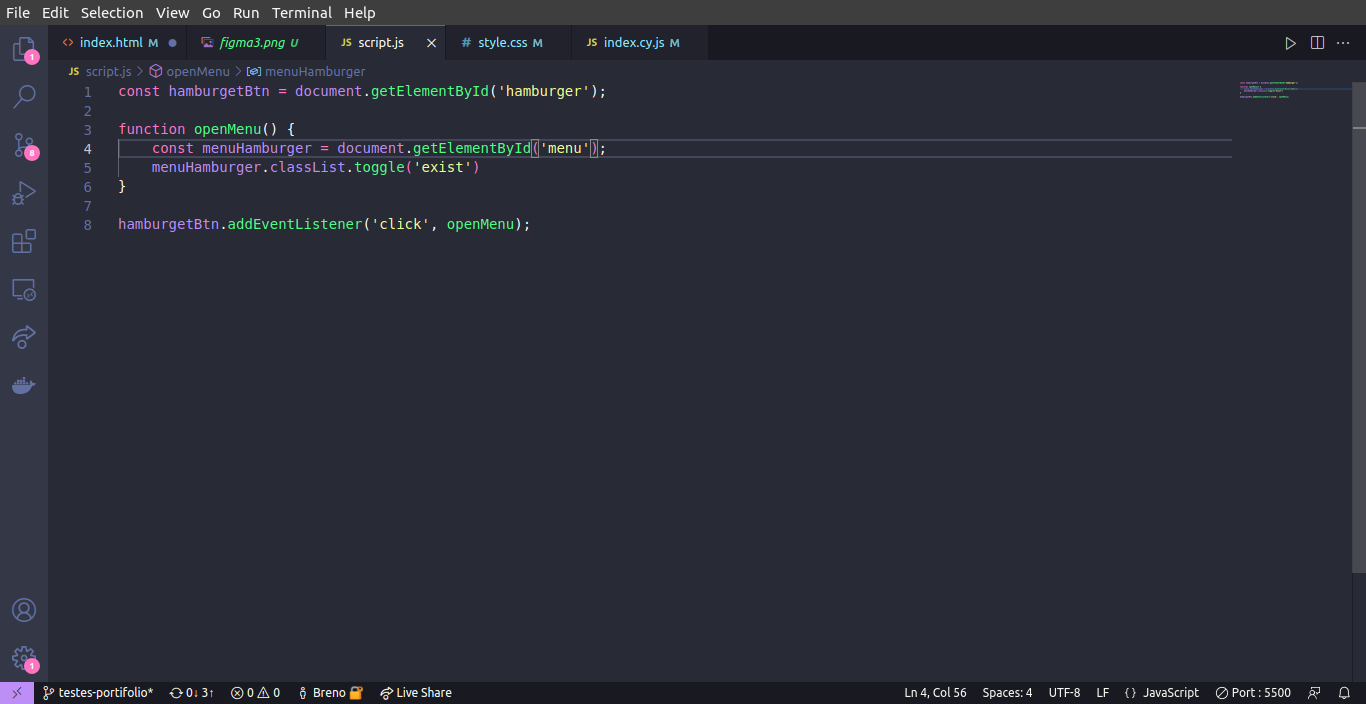 File Edit Selection View Go Run Terminal Help
index.html M figma3.png U JS script.js # style.css M JS index.cy.js M
JS script.js > openMenu > menuHamburger
1 const hamburgetBtn = document.getElementById('hamburger');
2
3 function openMenu() {
4 const menuHamburger = document.getElementById('menu');
5 menuHamburger.classList.toggle('exist')
6 }
7
8 hamburgetBtn.addEventListener('click', openMenu);
1
8
1
testes-portifolio* 0↓ 3↑ 0 0 Breno Live Share Ln 4, Col 56 Spaces: 4 UTF-8 LF {} JavaScript Port : 5500